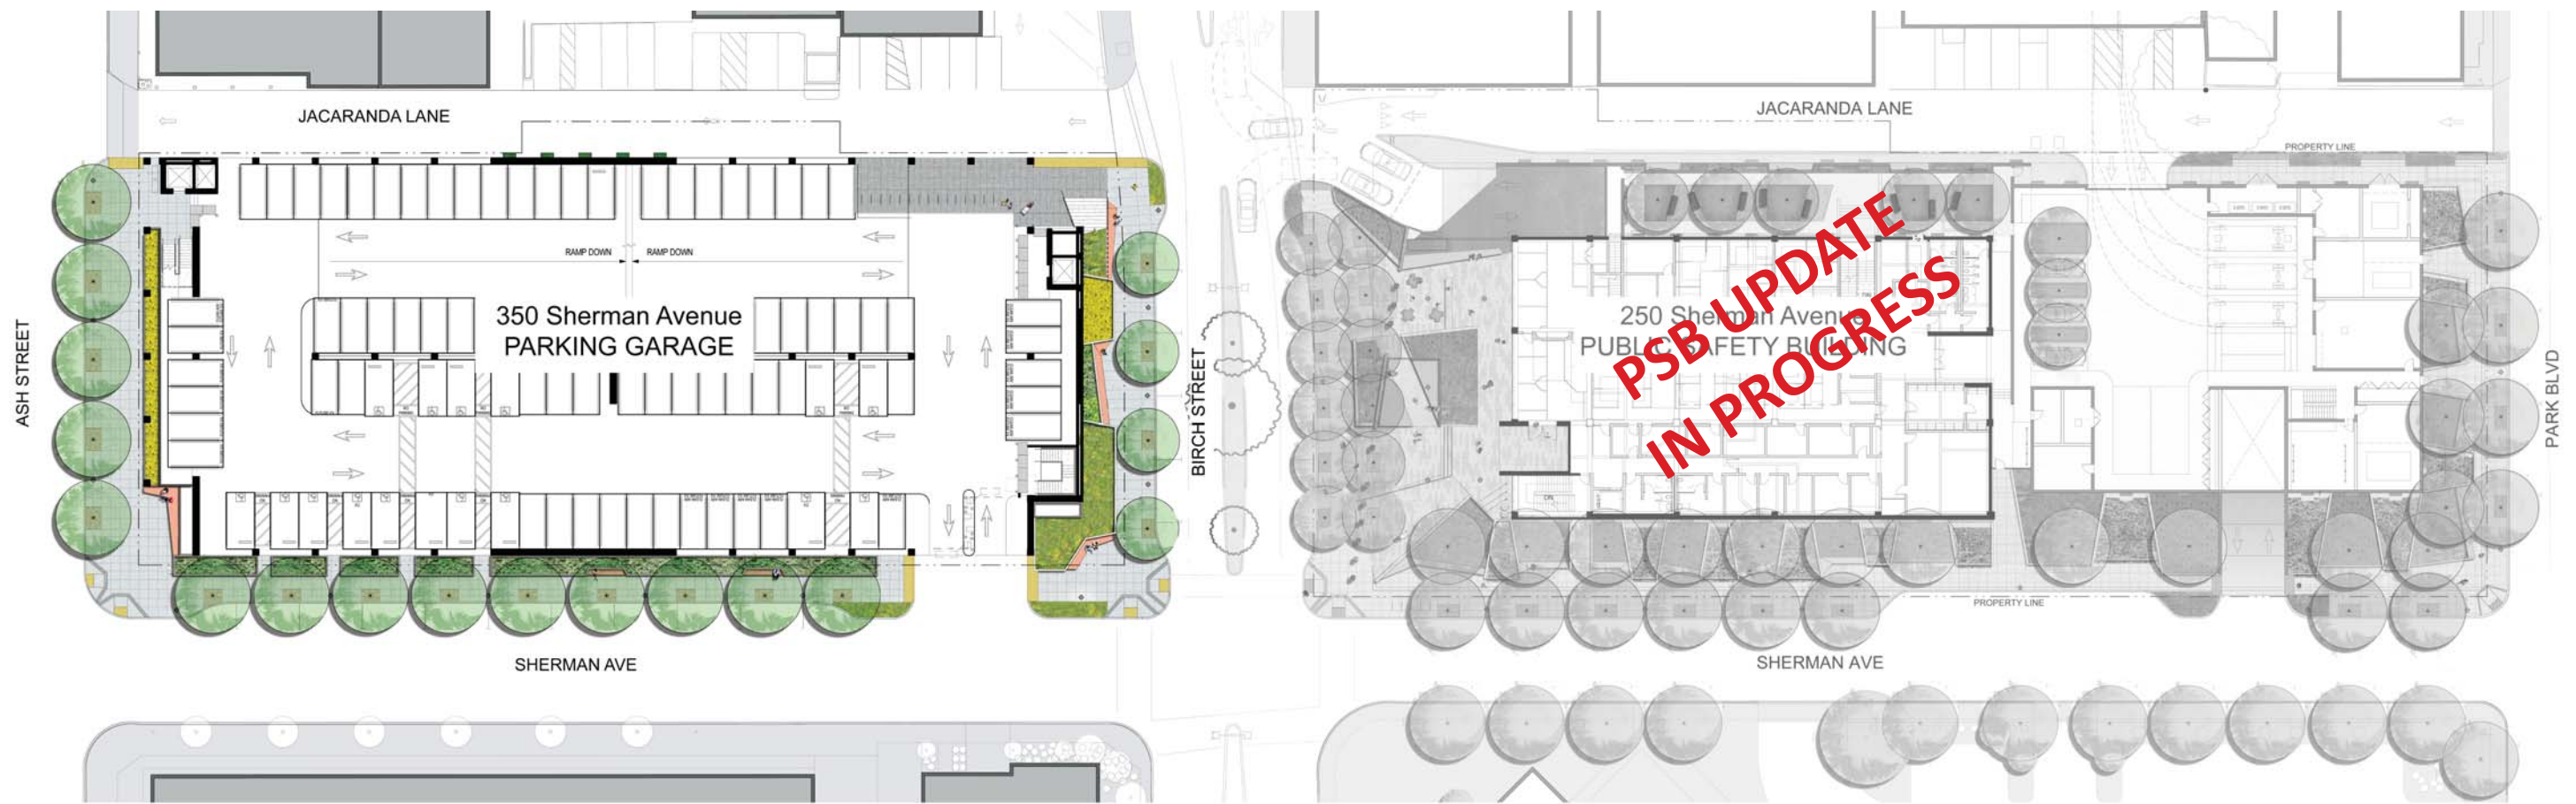 JACARANDA LANE
JACARANDA LANE
PROPERTY LINE
RAMP DOWN
RAMP DOWN
350 Sherman Avenue
PARKING GARAGE
250 Sherman Avenue
PUBLIC SAFETY BUILDING
PSB UPDATE
IN PROGRESS
ASH STREET
BIRCH STREET
PARK BLVD
DN
PROPERTY LINE
SHERMAN AVE
SHERMAN AVE